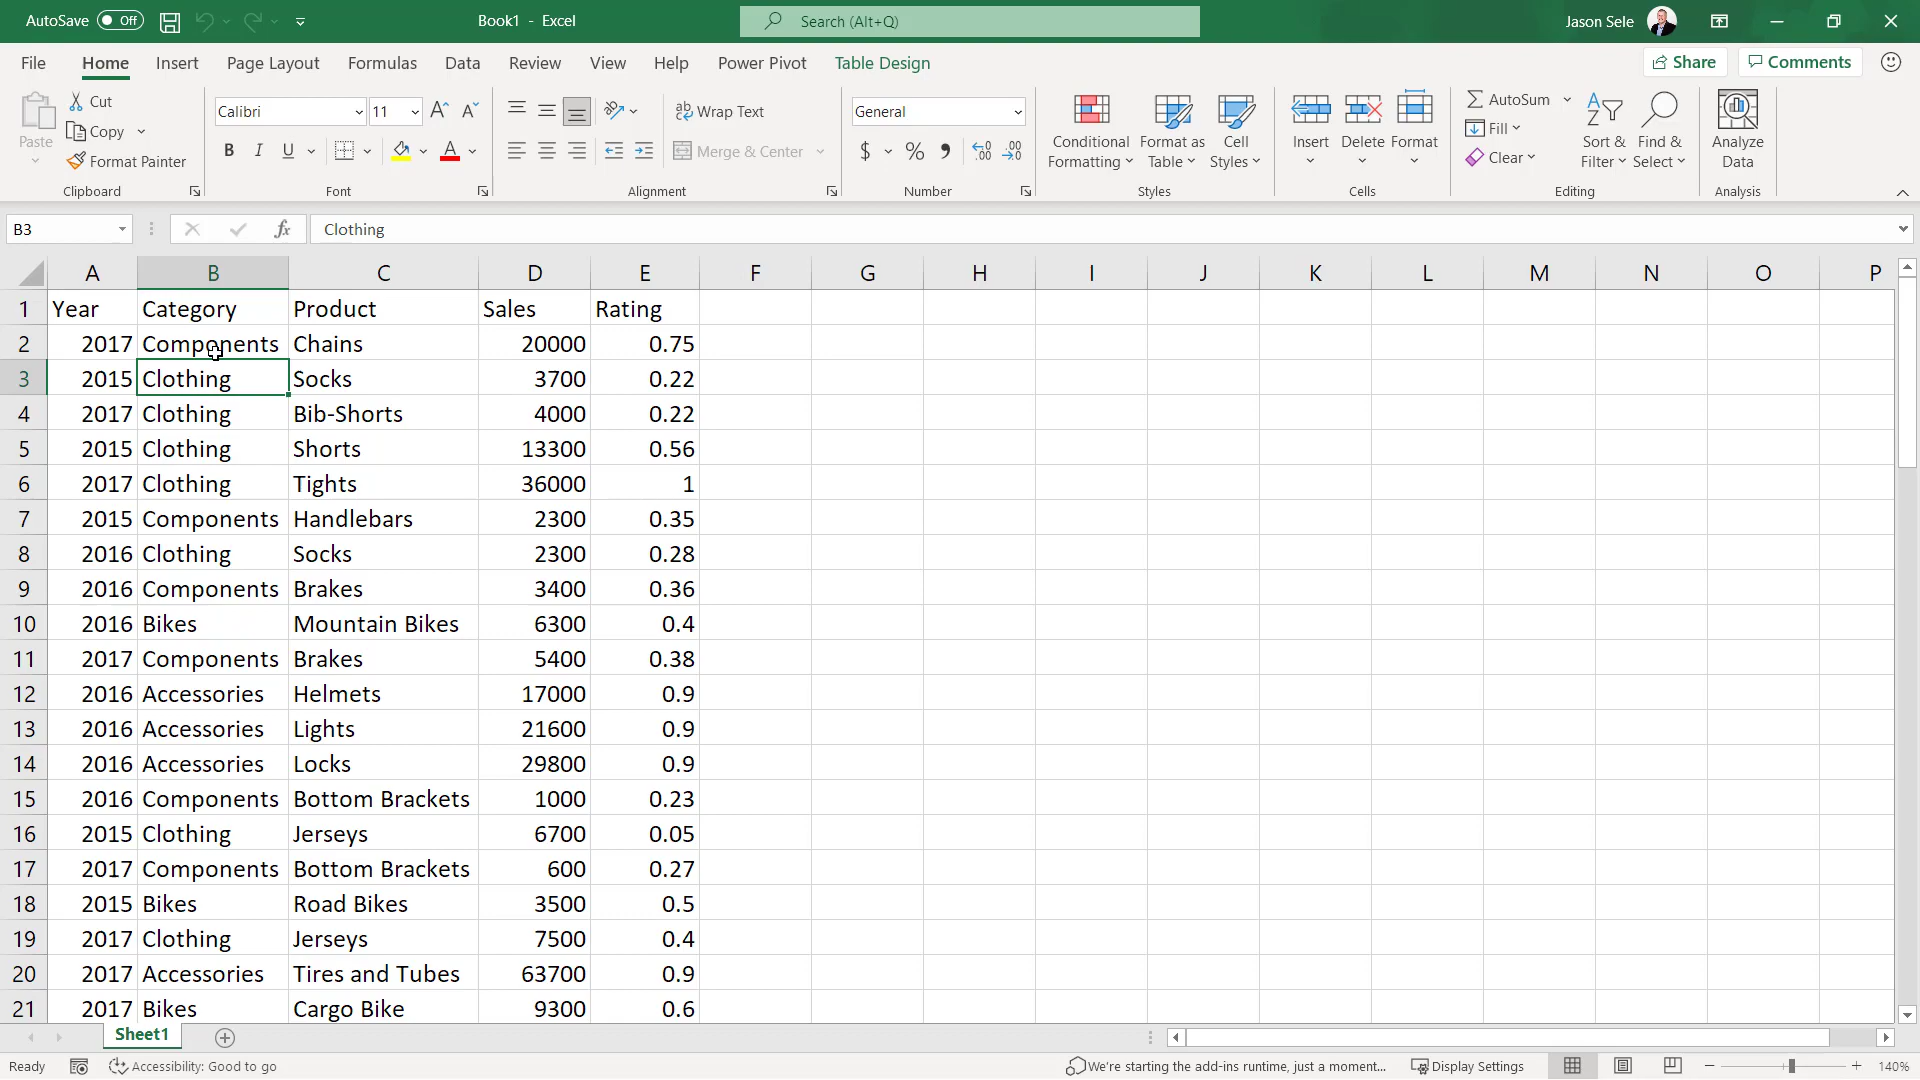 AutoSave Off Book1 - Excel Search (Alt+Q) Jason Sele
File Home Insert Page Layout Formulas Data Review View Help Power Pivot Table Design Share Comments
Paste Cut Copy Format Painter Clipboard
Calibri 11 B I U A Font
ab Wrap Text Merge & Center Alignment
General $ % Number
Conditional Formatting Format as Table Cell Styles Styles
Insert Delete Format Cells
AutoSum Fill Clear Sort & Filter Find & Select Editing
Analyze Data Analysis
B3 fx Clothing
A B C D E F G H I J K L M N O P
1 Year Category Product Sales Rating
2 2017 Components Chains 20000 0.75
3 2015 Clothing Socks 3700 0.22
4 2017 Clothing Bib-Shorts 4000 0.22
5 2015 Clothing Shorts 13300 0.56
6 2017 Clothing Tights 36000 1
7 2015 Components Handlebars 2300 0.35
8 2016 Clothing Socks 2300 0.28
9 2016 Components Brakes 3400 0.36
10 2016 Bikes Mountain Bikes 6300 0.4
11 2017 Components Brakes 5400 0.38
12 2016 Accessories Helmets 17000 0.9
13 2016 Accessories Lights 21600 0.9
14 2016 Accessories Locks 29800 0.9
15 2016 Components Bottom Brackets 1000 0.23
16 2015 Clothing Jerseys 6700 0.05
17 2017 Components Bottom Brackets 600 0.27
18 2015 Bikes Road Bikes 3500 0.5
19 2017 Clothing Jerseys 7500 0.4
20 2017 Accessories Tires and Tubes 63700 0.9
21 2017 Bikes Cargo Bike 9300 0.6
Sheet1
Ready Accessibility: Good to go We're starting the add-ins runtime, just a moment... Display Settings 140%